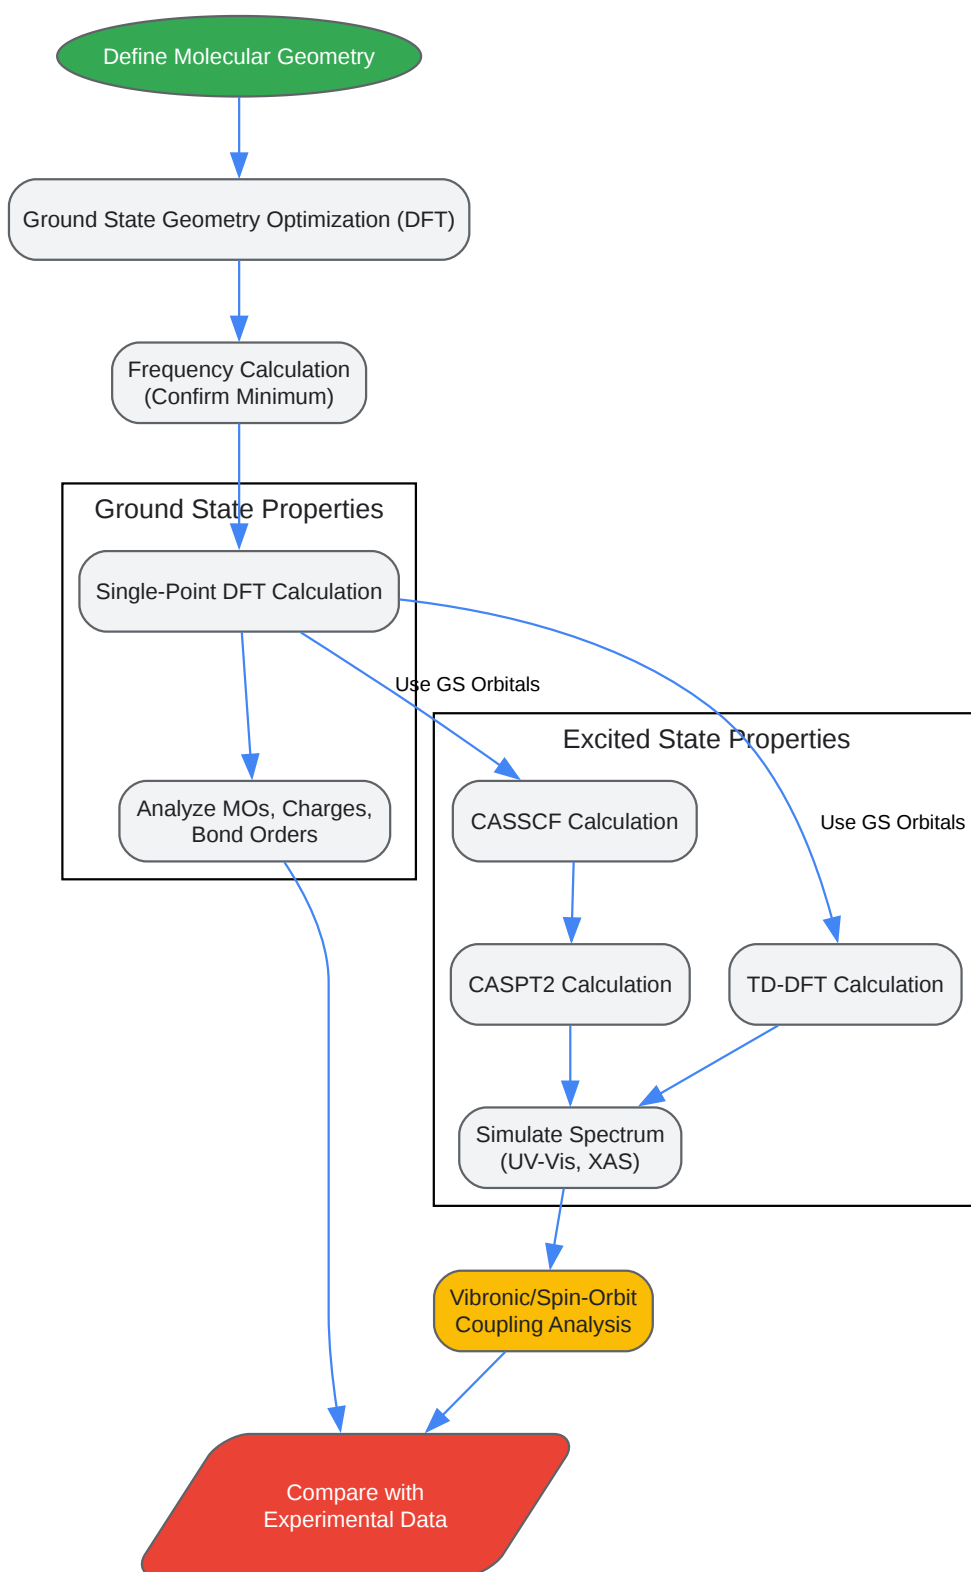 Define Molecular Geometry
Ground State Geometry Optimization (DFT)
Frequency Calculation
(Confirm Minimum)
Ground State Properties
Single-Point DFT Calculation
Use GS Orbitals
Excited State Properties
Analyze MOs, Charges,
Bond Orders
CASSCF Calculation
Use GS Orbitals
CASPT2 Calculation
TD-DFT Calculation
Simulate Spectrum
(UV-Vis, XAS)
Vibronic/Spin-Orbit
Coupling Analysis
Compare with
Experimental Data